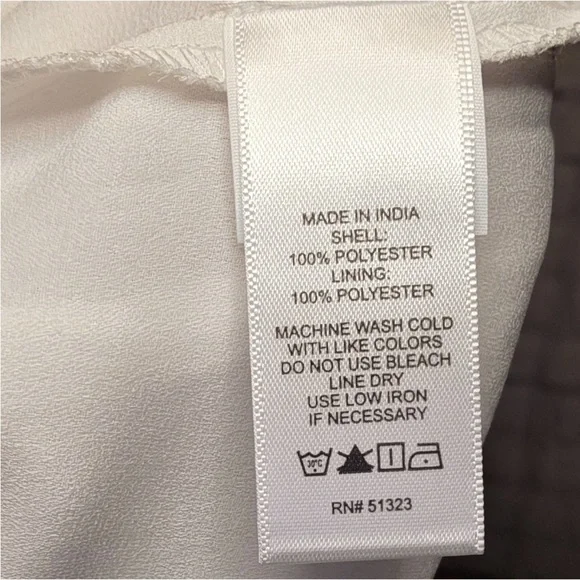 MADE IN INDIA
SHELL:
100% POLYESTER
LINING:
100% POLYESTER
MACHINE WASH COLD
WITH LIKE COLORS
DO NOT USE BLEACH
LINE DRY
USE LOW IRON
IF NECESSARY
30°C
RN# 51323